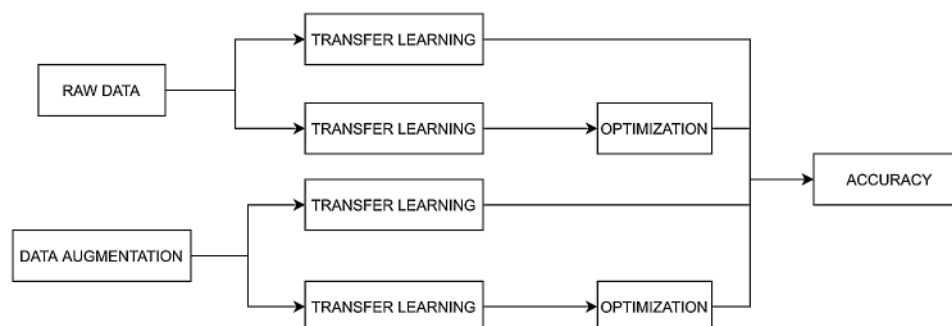 TRANSFER LEARNING
RAW DATA
TRANSFER LEARNING
OPTIMIZATION
ACCURACY
TRANSFER LEARNING
DATA AUGMENTATION
TRANSFER LEARNING
OPTIMIZATION